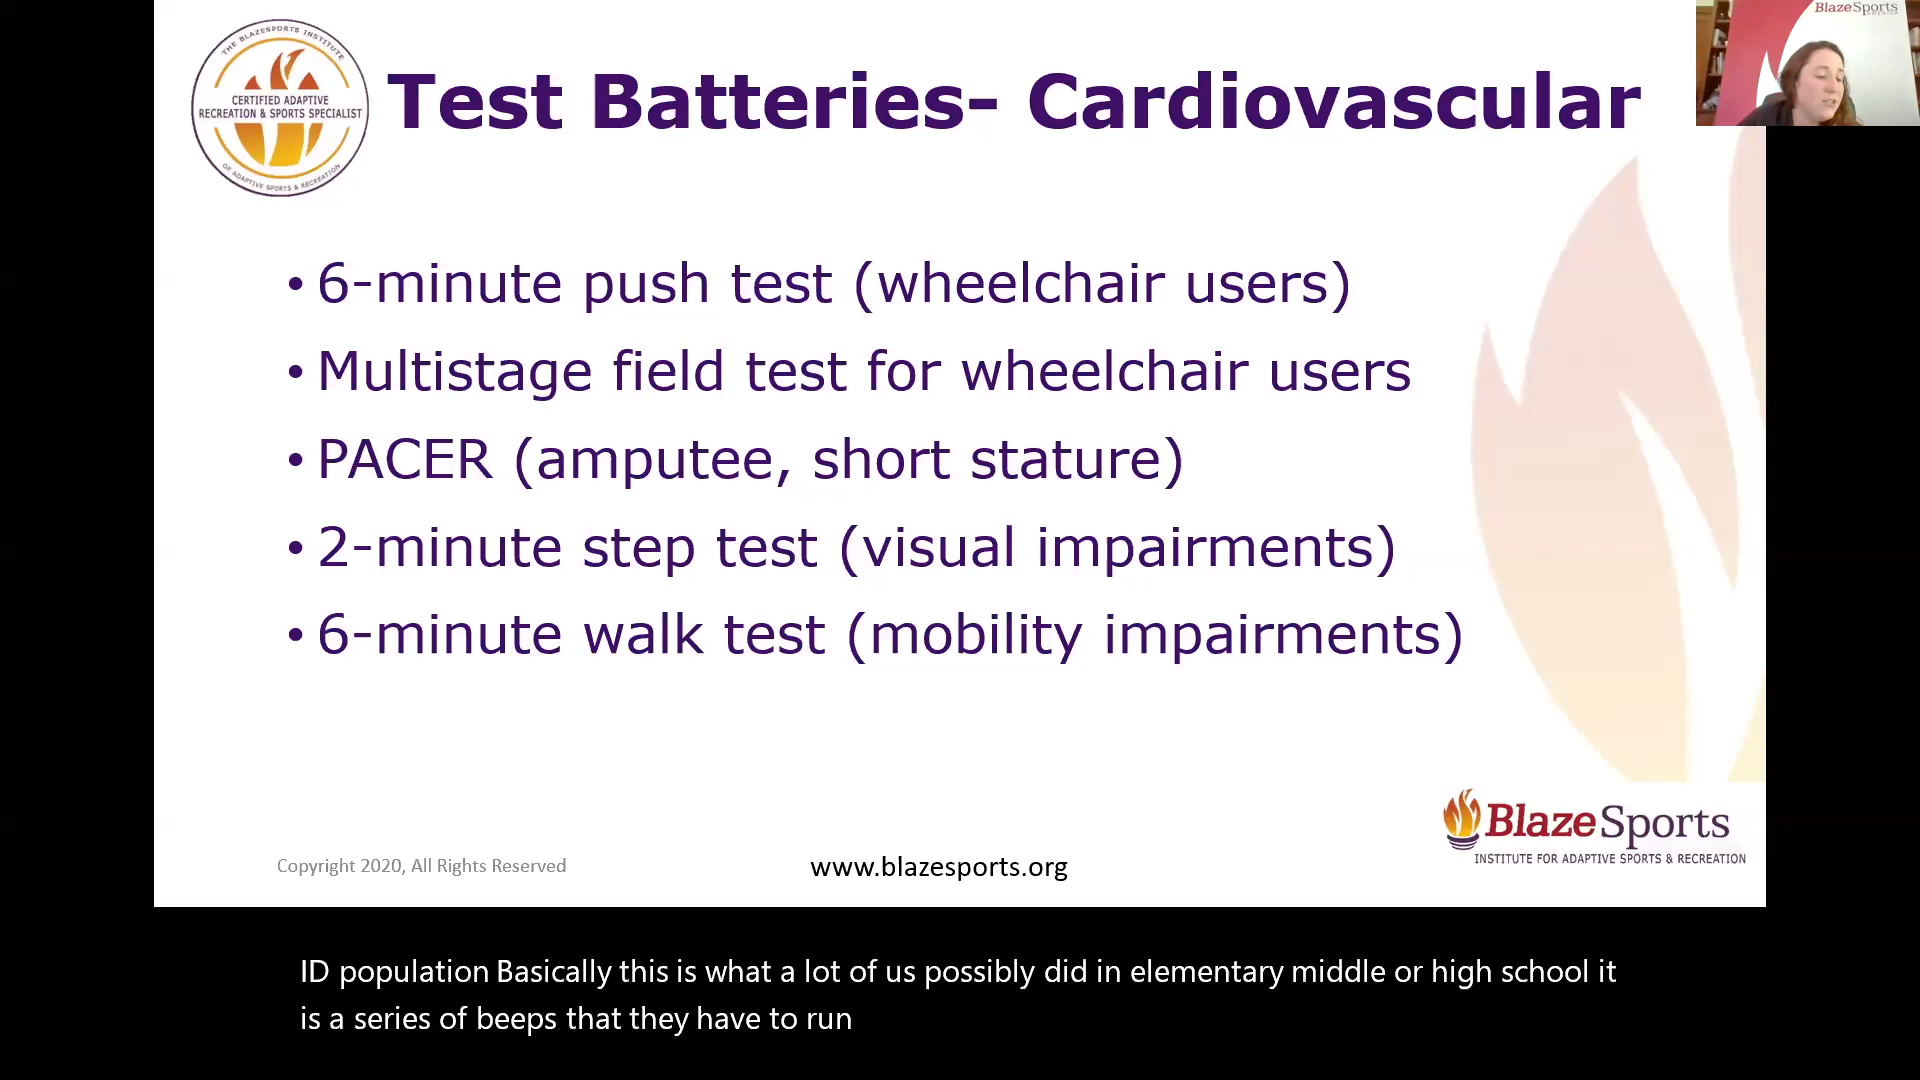 THE BLAZESPORTS INSTITUTE
CERTIFIED ADAPTIVE
RECREATION & SPORTS SPECIALIST
OF ADAPTIVE SPORTS & RECREATION
Test Batteries- Cardiovascular
BlazeSports
AMERICA
• 6-minute push test (wheelchair users)
• Multistage field test for wheelchair users
• PACER (amputee, short stature)
• 2-minute step test (visual impairments)
• 6-minute walk test (mobility impairments)
BlazeSports
INSTITUTE FOR ADAPTIVE SPORTS & RECREATION
Copyright 2020, All Rights Reserved
www.blazesports.org
ID population Basically this is what a lot of us possibly did in elementary middle or high school it
is a series of beeps that they have to run